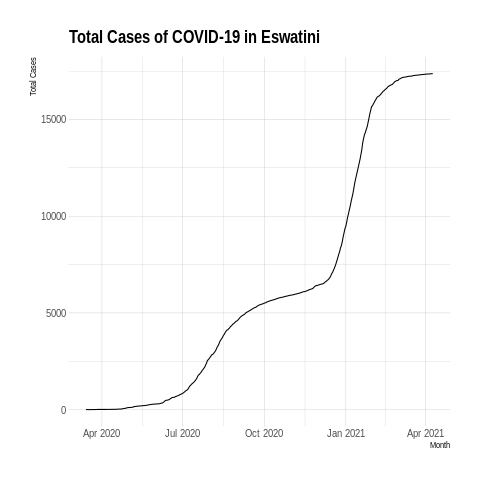 Total Cases of COVID-19 in Eswatini
Total Cases
15000
10000
5000
0
Apr 2020 Jul 2020 Oct 2020 Jan 2021 Apr 2021
Month